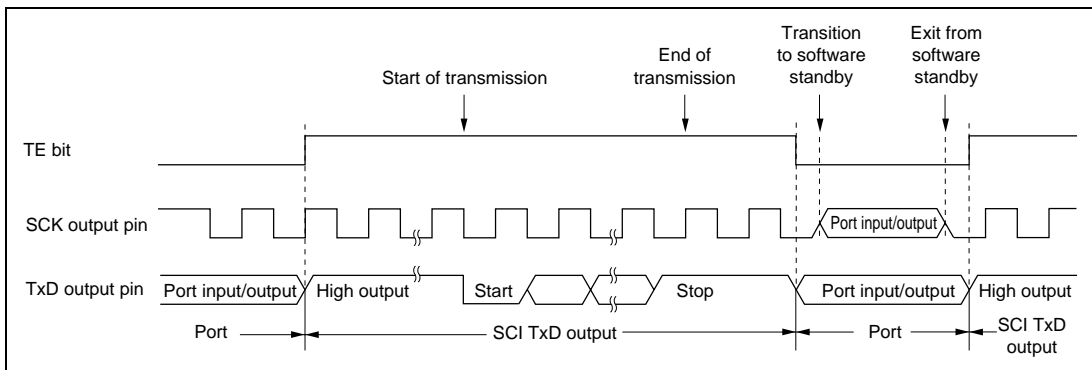 Transition
to software
standby
Exit from
software
standby
Start of transmission
End of
transmission
TE bit
SCK output pin
Port input/output
TxD output pin
Port input/output
High output
Start
Stop
Port input/output
High output
Port
SCI TxD output
Port
SCI TxD
output